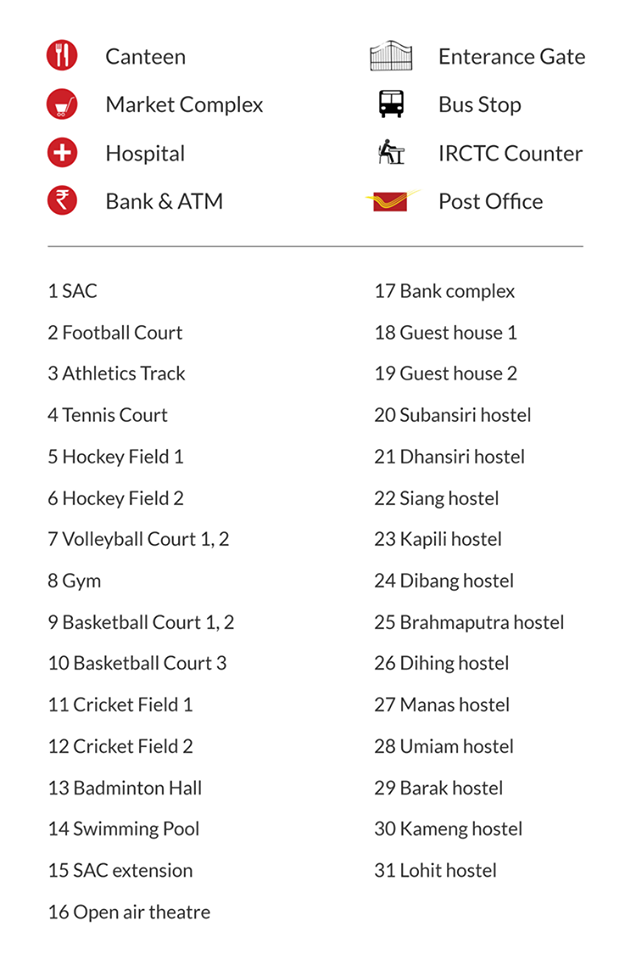 Canteen
Market Complex
Hospital
Bank & ATM
Enterance Gate
Bus Stop
IRCTC Counter
Post Office
1 SAC
2 Football Court
3 Athletics Track
4 Tennis Court
5 Hockey Field 1
6 Hockey Field 2
7 Volleyball Court 1, 2
8 Gym
9 Basketball Court 1, 2
10 Basketball Court 3
11 Cricket Field 1
12 Cricket Field 2
13 Badminton Hall
14 Swimming Pool
15 SAC extension
16 Open air theatre
17 Bank complex
18 Guest house 1
19 Guest house 2
20 Subansiri hostel
21 Dhansiri hostel
22 Siang hostel
23 Kapili hostel
24 Dibang hostel
25 Brahmaputra hostel
26 Dihing hostel
27 Manas hostel
28 Umiam hostel
29 Barak hostel
30 Kameng hostel
31 Lohit hostel